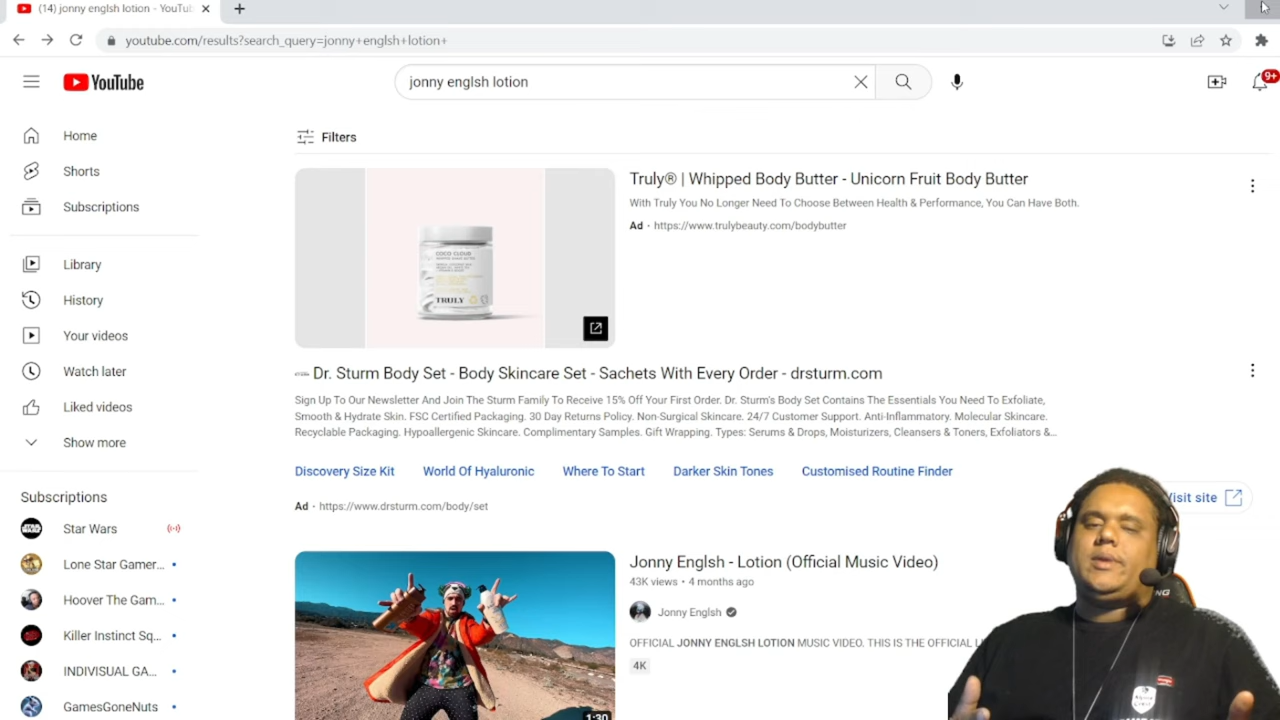 (14) jonny englsh lotion - YouTub
youtube.com/results?search_query=jonny+englsh+lotion+
YouTube
jonny englsh lotion
9+
Home
Shorts
Subscriptions
Library
History
Your videos
Watch later
Liked videos
Show more
Subscriptions
Star Wars
Lone Star Gamer...
Hoover The Gam...
Killer Instinct Sq...
INDIVISUAL GA...
GamesGoneNuts
Filters
COCO CLOUD
TRULY
Truly® | Whipped Body Butter - Unicorn Fruit Body Butter
With Truly You No Longer Need To Choose Between Health & Performance, You Can Have Both.
Ad · https://www.trulybeauty.com/bodybutter
Dr. Sturm Body Set - Body Skincare Set - Sachets With Every Order - drsturm.com
Sign Up To Our Newsletter And Join The Sturm Family To Receive 15% Off Your First Order. Dr. Sturm's Body Set Contains The Essentials You Need To Exfoliate,
Smooth & Hydrate Skin. FSC Certified Packaging. 30 Day Returns Policy. Non-Surgical Skincare. 24/7 Customer Support. Anti-Inflammatory. Molecular Skincare.
Recyclable Packaging. Hypoallergenic Skincare. Complimentary Samples. Gift Wrapping. Types: Serums & Drops, Moisturizers, Cleansers & Toners, Exfoliators &...
Discovery Size Kit World Of Hyaluronic Where To Start Darker Skin Tones Customised Routine Finder
Visit site
Ad · https://www.drsturm.com/body/set
Jonny Englsh - Lotion (Official Music Video)
43K views • 4 months ago
Jonny Englsh
OFFICIAL JONNY ENGLSH LOTION MUSIC VIDEO. THIS IS THE OFFICIAL
4K
1:30